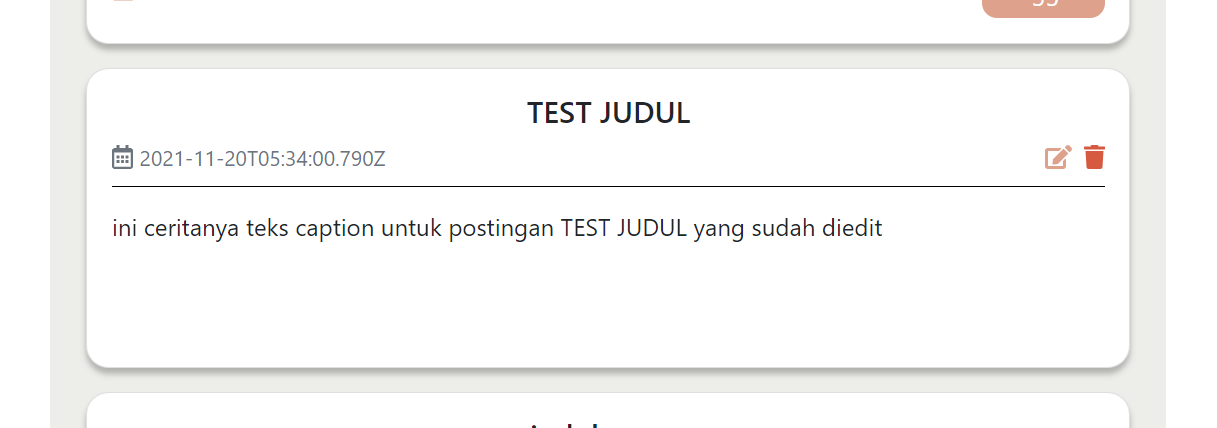 TEST JUDUL
2021-11-20T05:34:00.790Z
ini ceritanya teks caption untuk postingan TEST JUDUL yang sudah diedit